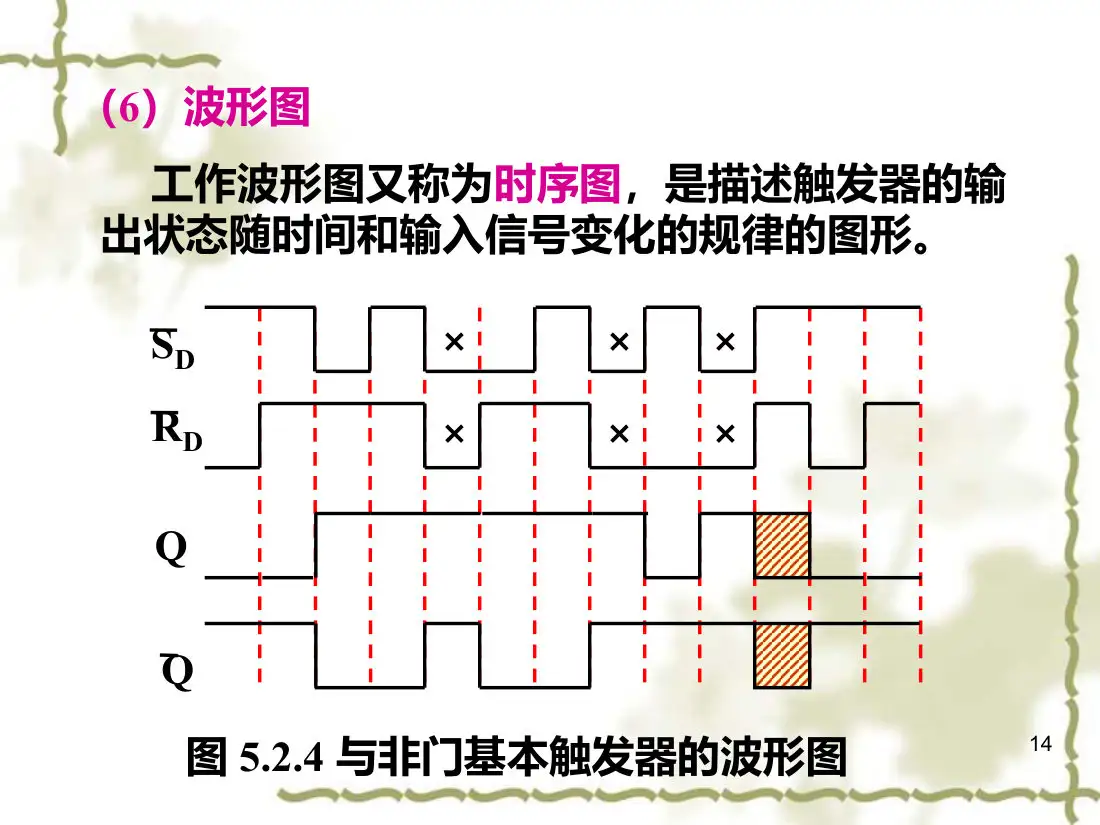 （6）波形图
工作波形图又称为时序图，是描述触发器的输
出状态随时间和输入信号变化的规律的图形。
S̅D
× × ×
R̅D
× × ×
Q
Q̅
图 5.2.4 与非门基本触发器的波形图
14